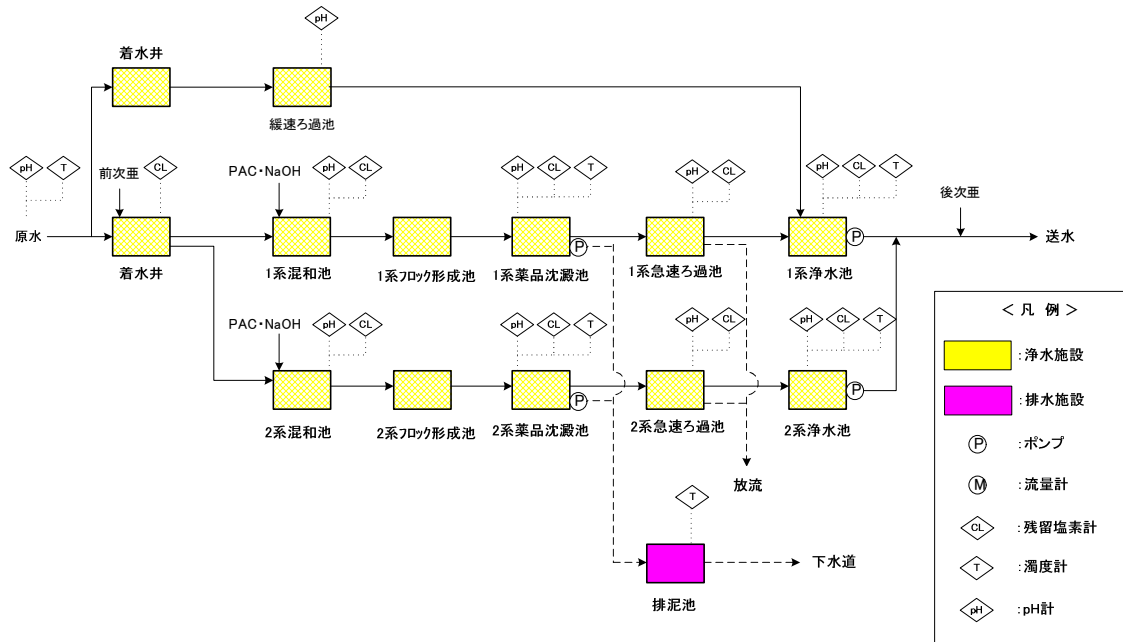 pH
着水井
緩速ろ過池
pH T
前次亜
CL
PAC・NaOH
pH CL
pH CL T
pH CL
pH CL T
後次亜
原水
着水井
1系混和池
1系フロック形成池
P
1系薬品沈澱池
1系急速ろ過池
P
1系浄水池
送水
PAC・NaOH
pH CL
pH CL T
pH CL
pH CL T
2系混和池
2系フロック形成池
P
2系薬品沈澱池
2系急速ろ過池
P
2系浄水池
放流
T
排泥池
下水道
＜ 凡 例 ＞
:浄水施設
:排水施設
P :ポンプ
M :流量計
CL :残留塩素計
T :濁度計
pH :pH計